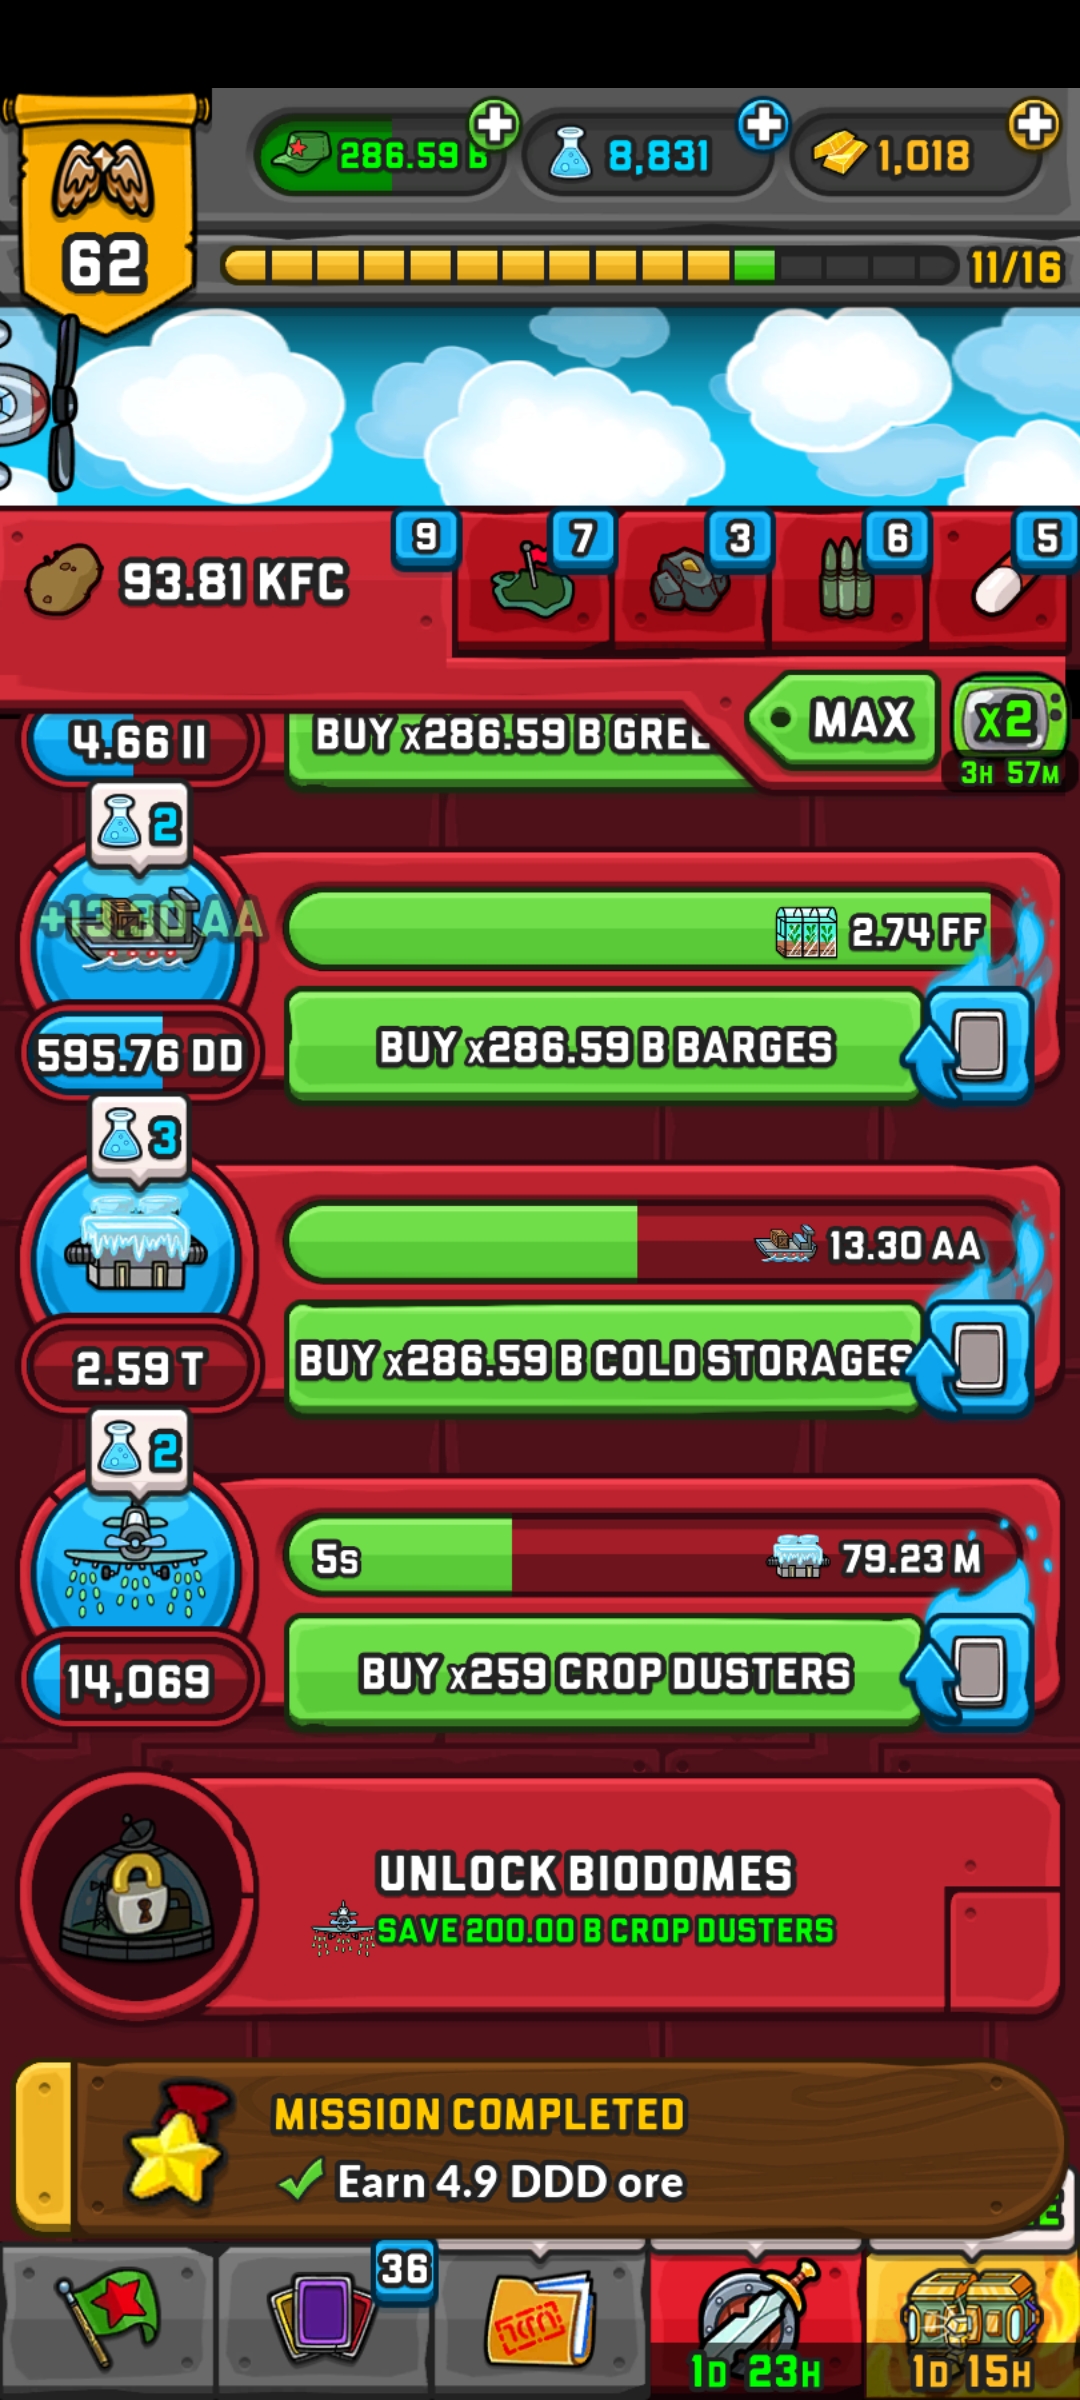 286.59 B
8,831
1,018
62
11/16
9
7
3
6
5
93.81 KFC
MAX
x2
3H 57M
4.66 II
BUY x286.59 B GREE
2
+13.30 AA
2.74 FF
595.76 DD
BUY x286.59 B BARGES
3
13.30 AA
2.59 T
BUY x286.59 B COLD STORAGES
2
5s
79.23 M
14,069
BUY x259 CROP DUSTERS
UNLOCK BIODOMES
SAVE 200.00 B CROP DUSTERS
MISSION COMPLETED
Earn 4.9 DDD ore
36
1D 23H
1D 15H